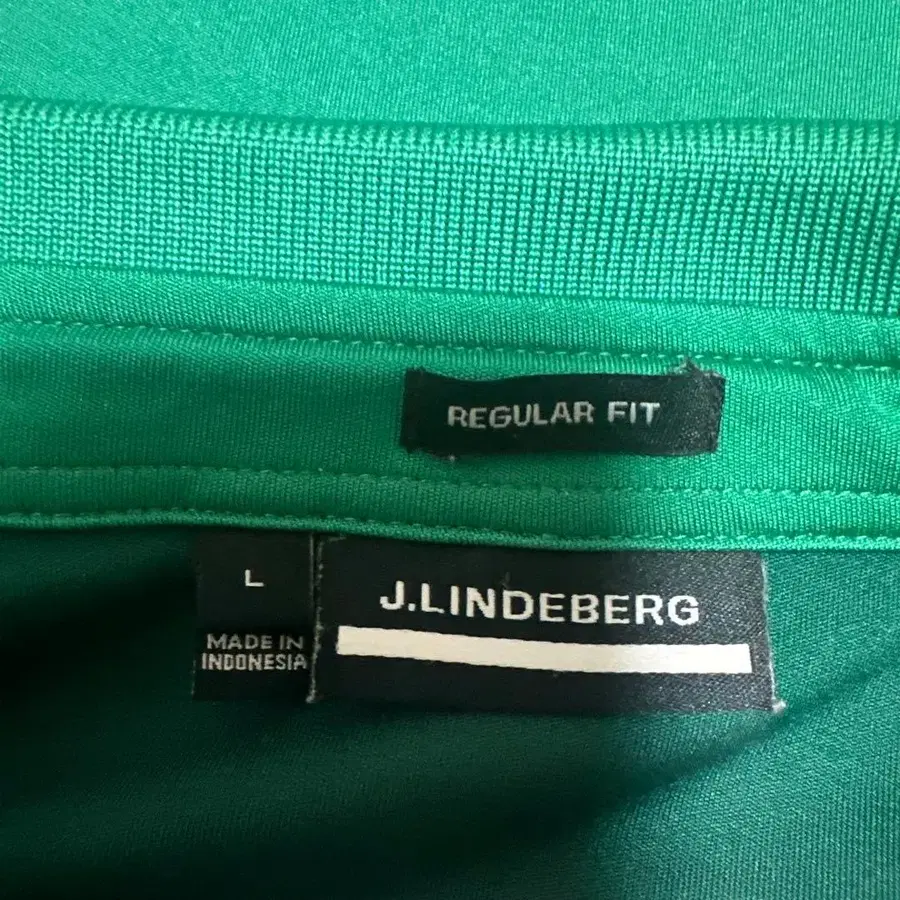 REGULAR FIT
L
MADE IN
INDONESIA
J.LINDEBERG